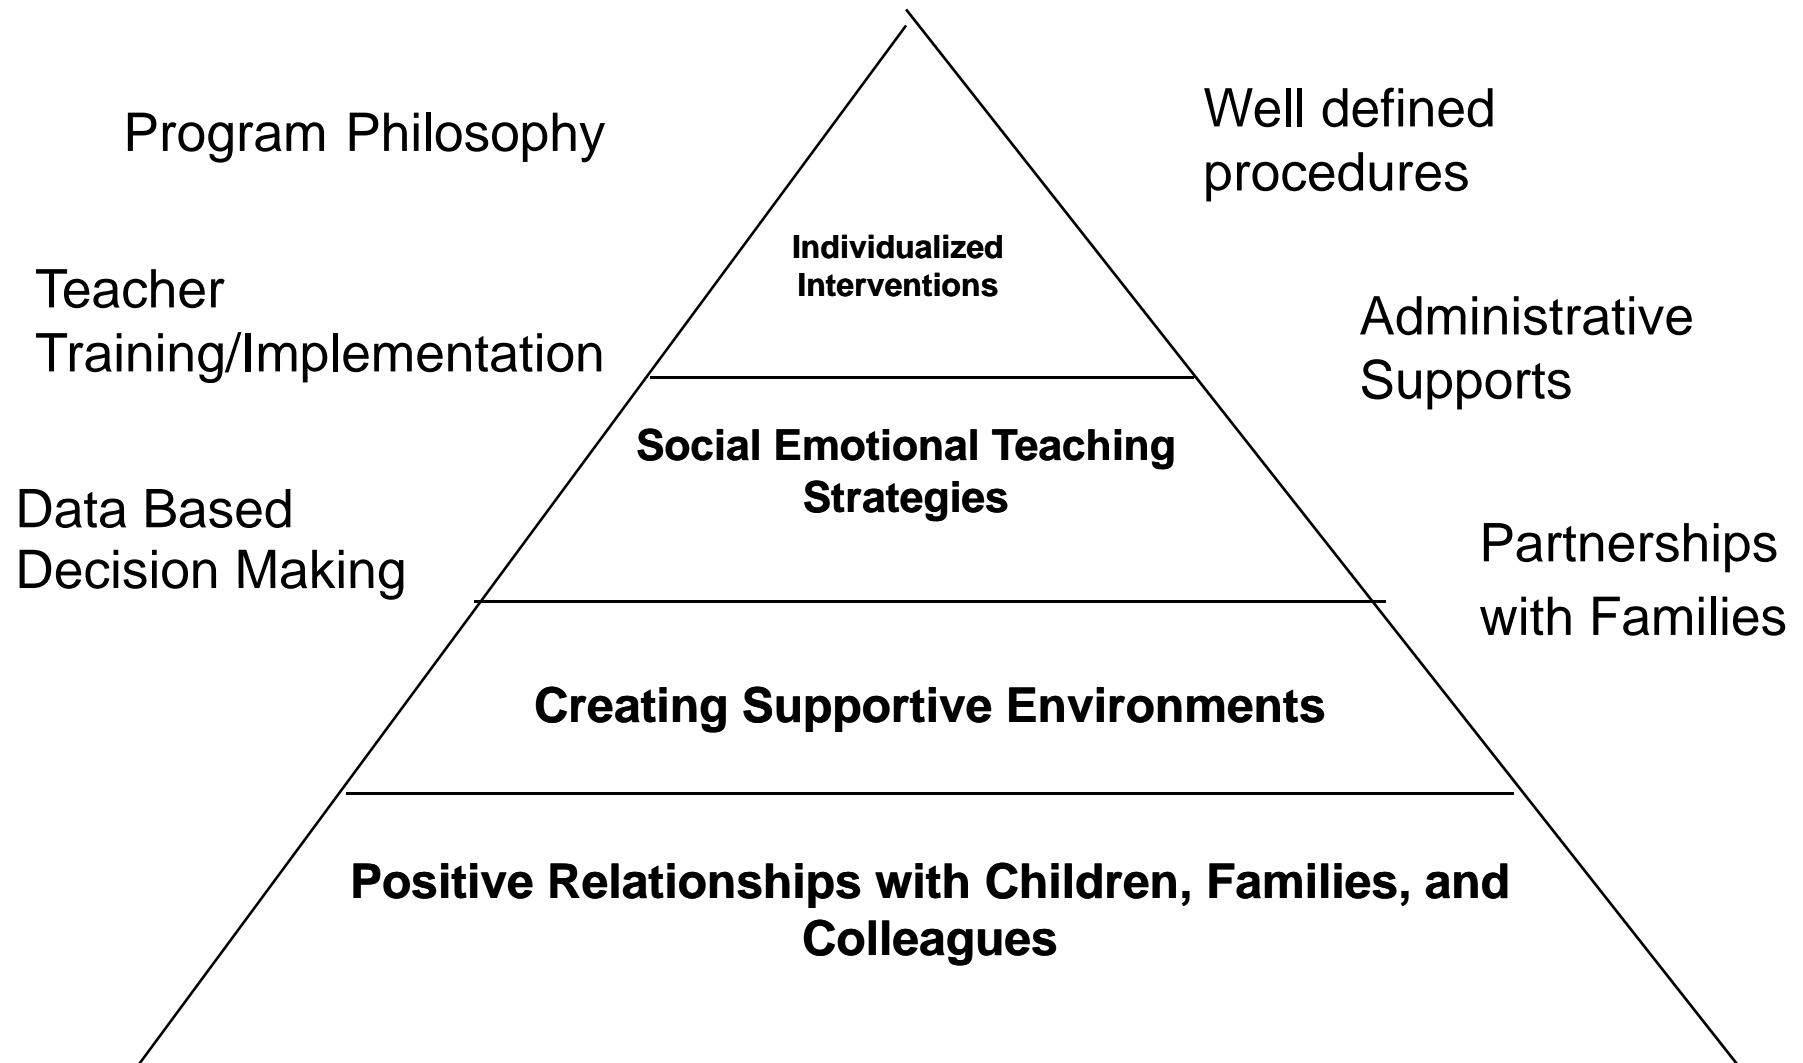 Program Philosophy
Well defined
procedures
Individualized
Interventions
Teacher
Training/Implementation
Administrative
Supports
Social Emotional Teaching
Strategies
Data Based
Decision Making
Partnerships
with Families
Creating Supportive Environments
Positive Relationships with Children, Families, and
Colleagues